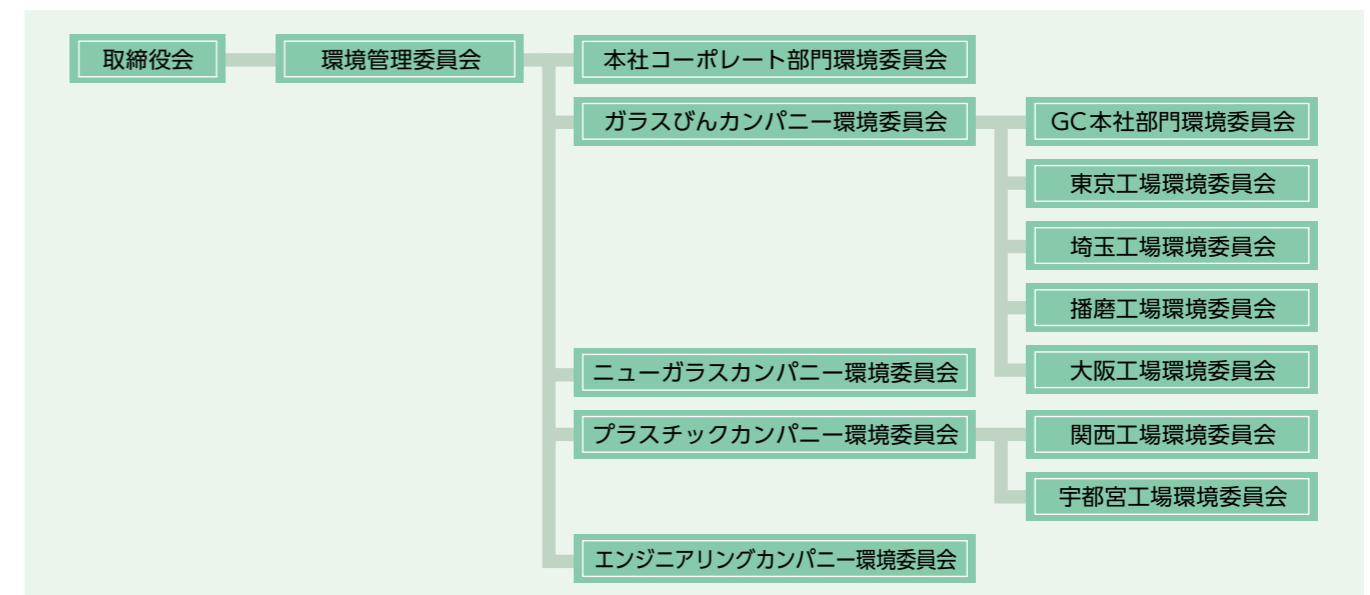 取締役会
環境管理委員会
本社コーポレート部門環境委員会
ガラスびんカンパニー環境委員会
GC本社部門環境委員会
東京工場環境委員会
埼玉工場環境委員会
播磨工場環境委員会
大阪工場環境委員会
ニューガラスカンパニー環境委員会
プラスチックカンパニー環境委員会
関西工場環境委員会
宇都宮工場環境委員会
エンジニアリングカンパニー環境委員会